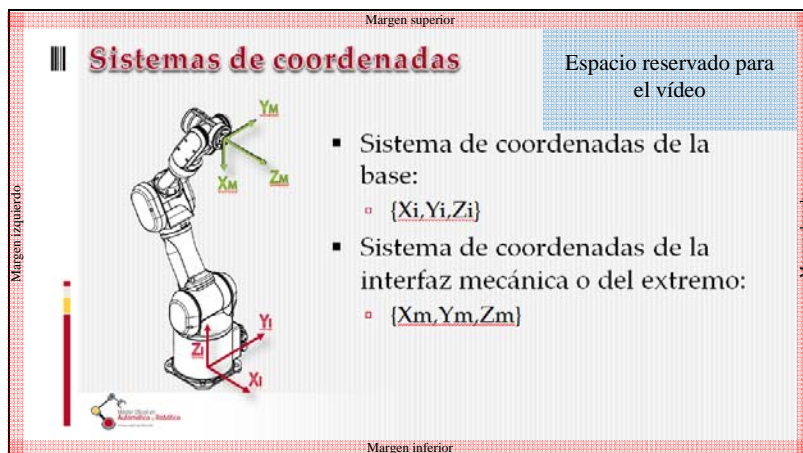 Margen superior
Sistemas de coordenadas
Espacio reservado para
el vídeo
YM
XM
ZM
▪ Sistema de coordenadas de la
base:
▫ {Xi,Yi,Zi}
▪ Sistema de coordenadas de la
interfaz mecánica o del extremo:
▫ {Xm,Ym,Zm}
Margen izquierdo
YI
ZI
XI
Automática y Robótica
Margen inferior